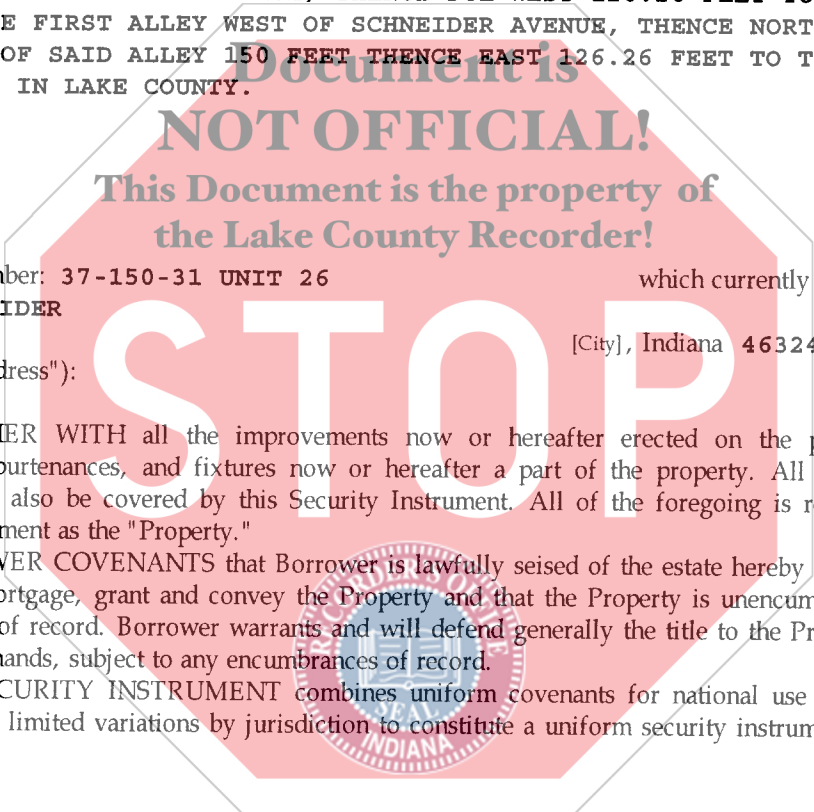 E FIRST ALLEY WEST OF SCHNEIDER AVENUE, THENCE NORT
OF SAID ALLEY 150 FEET THENCE EAST 126.26 FEET TO T
IN LAKE COUNTY.
Document is
NOT OFFICIAL!
This Document is the property of
the Lake County Recorder!
ber: 37-150-31 UNIT 26 which currently
IDER
[City], Indiana 46324
dress"):
STOP
ER WITH all the improvements now or hereafter erected on the p
purtenances, and fixtures now or hereafter a part of the property. All
also be covered by this Security Instrument. All of the foregoing is r
ment as the "Property."
VER COVENANTS that Borrower is lawfully seised of the estate hereby
ortgage, grant and convey the Property and that the Property is unencum
of record. Borrower warrants and will defend generally the title to the Pr
ands, subject to any encumbrances of record.
CURITY INSTRUMENT combines uniform covenants for national use
limited variations by jurisdiction to constitute a uniform security instrum
RECORDER'S OFFICE
SEAL
INDIANA